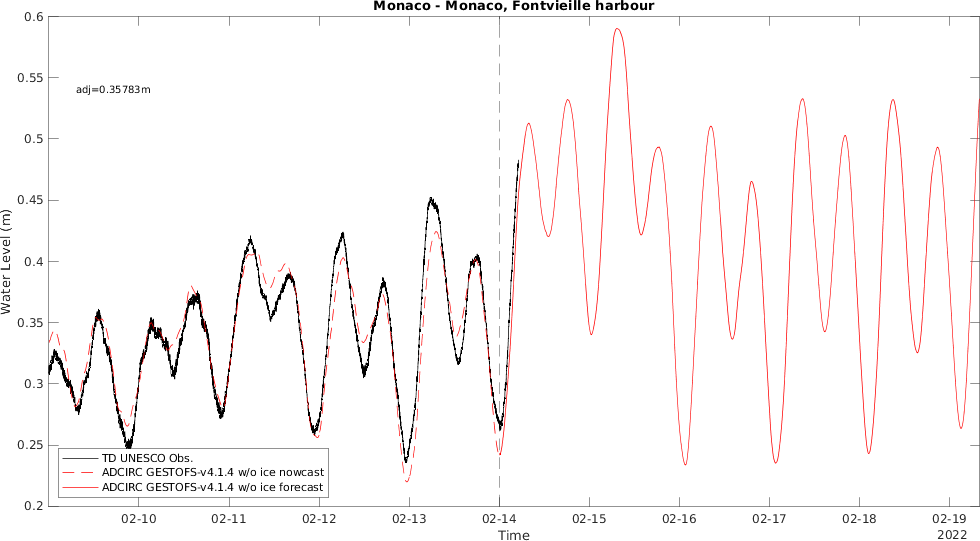 Monaco - Monaco, Fontvieille harbour
0.6
0.55
adj=0.35783m
0.5
0.45
0.4
0.35
0.3
0.25
0.2
Water Level (m)
TD UNESCO Obs.
ADCIRC GESTOFS-v4.1.4 w/o ice nowcast
ADCIRC GESTOFS-v4.1.4 w/o ice forecast
02-10 02-11 02-12 02-13 02-14 02-15 02-16 02-17 02-18 02-19
Time
2022